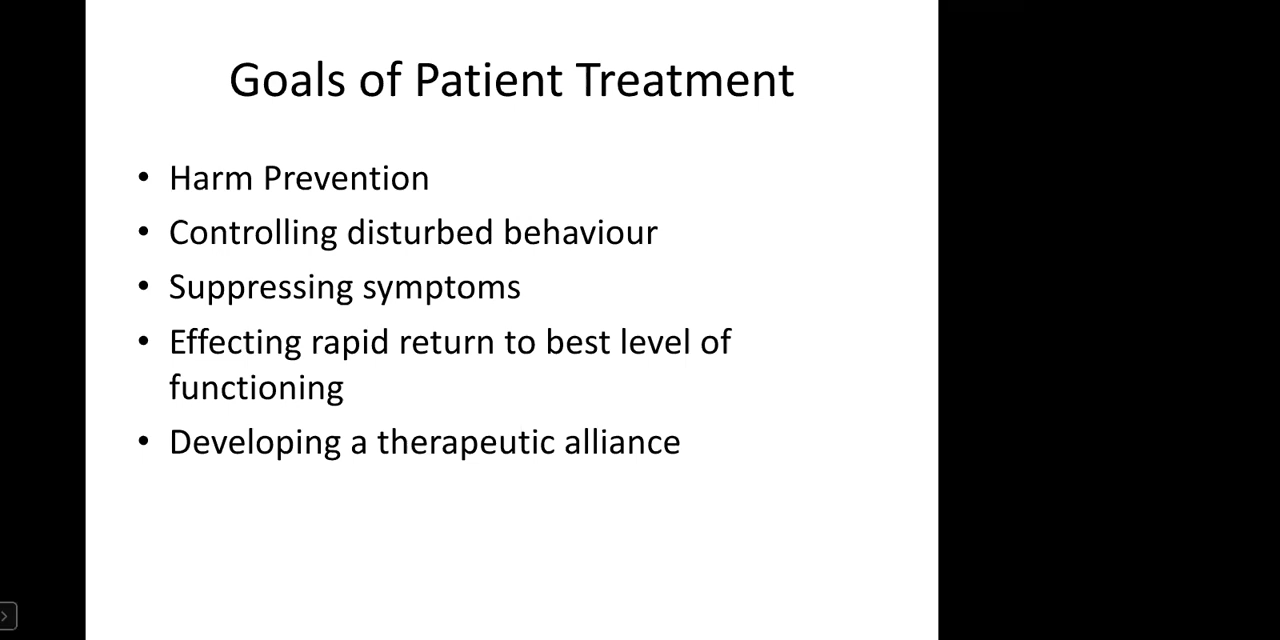 Goals of Patient Treatment
• Harm Prevention
• Controlling disturbed behaviour
• Suppressing symptoms
• Effecting rapid return to best level of
functioning
• Developing a therapeutic alliance